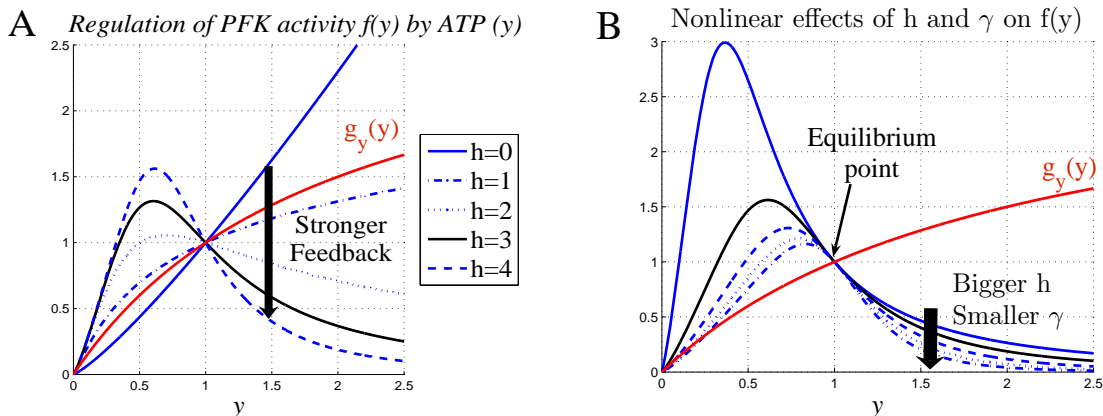 A
Regulation of PFK activity f(y) by ATP (y)
2.5
2
1.5
1
0.5
0
0
0.5
1
1.5
2
2.5
y
g_y(y)
Stronger
Feedback
h=0
h=1
h=2
h=3
h=4
B
Nonlinear effects of h and γ on f(y)
3
2.5
2
1.5
1
0.5
0
0
0.5
1
1.5
2
2.5
y
Equilibrium
point
g_y(y)
Bigger h
Smaller γ